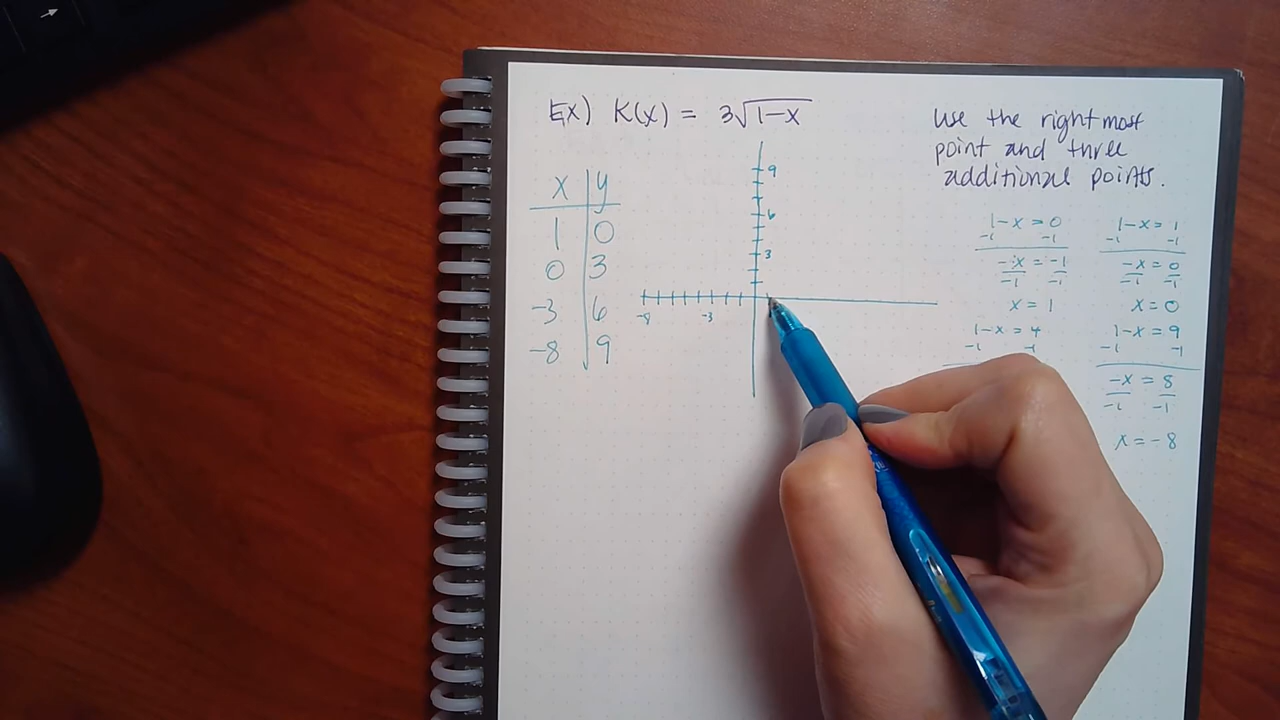 Ex) K(x) = 3√(1-x)
use the rightmost
point and three
additional points.
x | y
1 | 0
0 | 3
-3 | 6
-8 | 9
9
6
3
-8 -3
1-x = 0
-1 -1
-x = -1
-1 -1
x = 1
1-x = 1
-1 -1
-x = 0
-1 -1
x = 0
1-x = 4
-1 -1
1-x = 9
-1 -1
-x = 8
-1 -1
x = -8